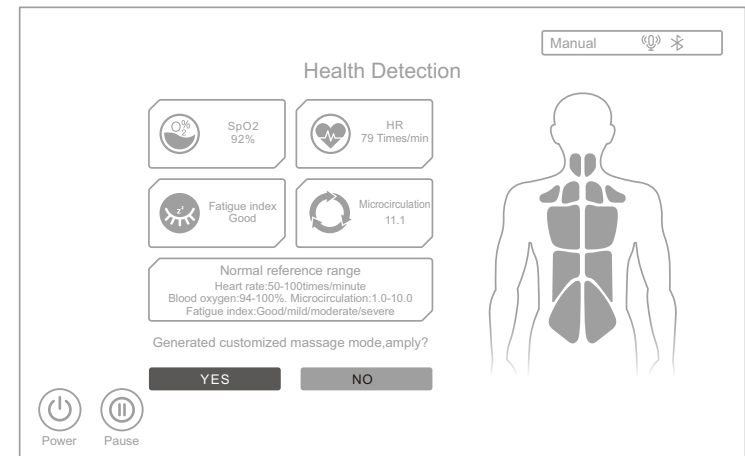 Manual
Health Detection
O2%
SpO2
92%
HR
79 Times/min
z z
Fatigue index
Good
Microcirculation
11.1
Normal reference range
Heart rate:50-100times/minute
Blood oxygen:94-100%. Microcirculation:1.0-10.0
Fatigue index:Good/mild/moderate/severe
Generated customized massage mode,amply?
YES
NO
Power
Pause